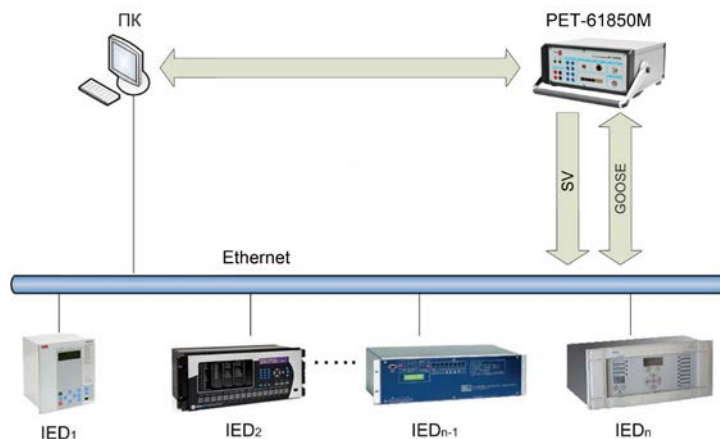 ПК
РЕТ-61850М
SV
GOOSE
Ethernet
IED₁
IED₂
IEDₙ₋₁
IEDₙ